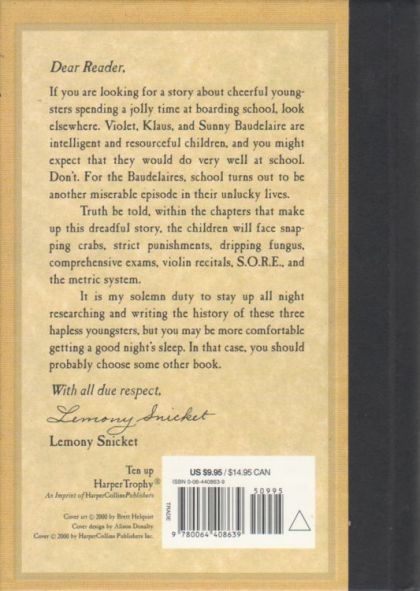 Dear Reader,
If you are looking for a story about cheerful young-
sters spending a jolly time at boarding school, look
elsewhere. Violet, Klaus, and Sunny Baudelaire are
intelligent and resourceful children, and you might
expect that they would do very well at school.
Don't. For the Baudelaires, school turns out to be
another miserable episode in their unlucky lives.
Truth be told, within the chapters that make
up this dreadful story, the children will face snap-
ping crabs, strict punishments, dripping fungus,
comprehensive exams, violin recitals, S.O.R.E., and
the metric system.
It is my solemn duty to stay up all night
researching and writing the history of these three
hapless youngsters, but you may be more comfortable
getting a good night's sleep. In that case, you should
probably choose some other book.
With all due respect,
Lemony Snicket
Lemony Snicket
Ten up
HarperTrophy®
An Imprint of HarperCollinsPublishers
Cover art © 2000 by Brett Helquist
Cover design by Alison Donalty
Cover © 2000 by HarperCollins Publishers Inc.
US $9.95 / $14.95 CAN
ISBN 0-06-440863-9
50995
TRADE
9 780064 408639